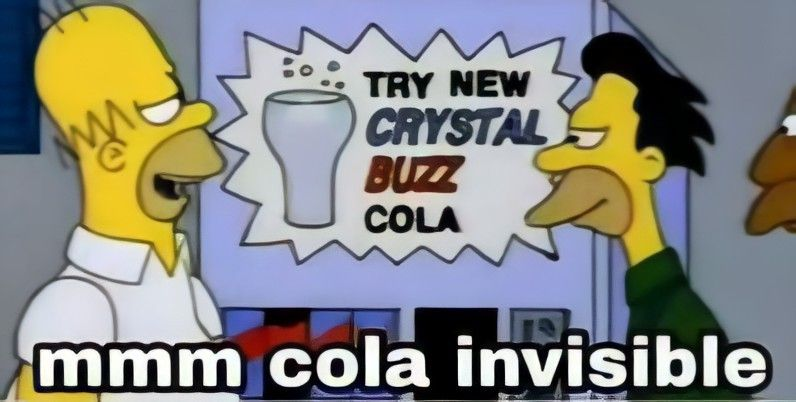 TRY NEW
CRYSTAL
BUZZ
COLA
mmm cola invisible